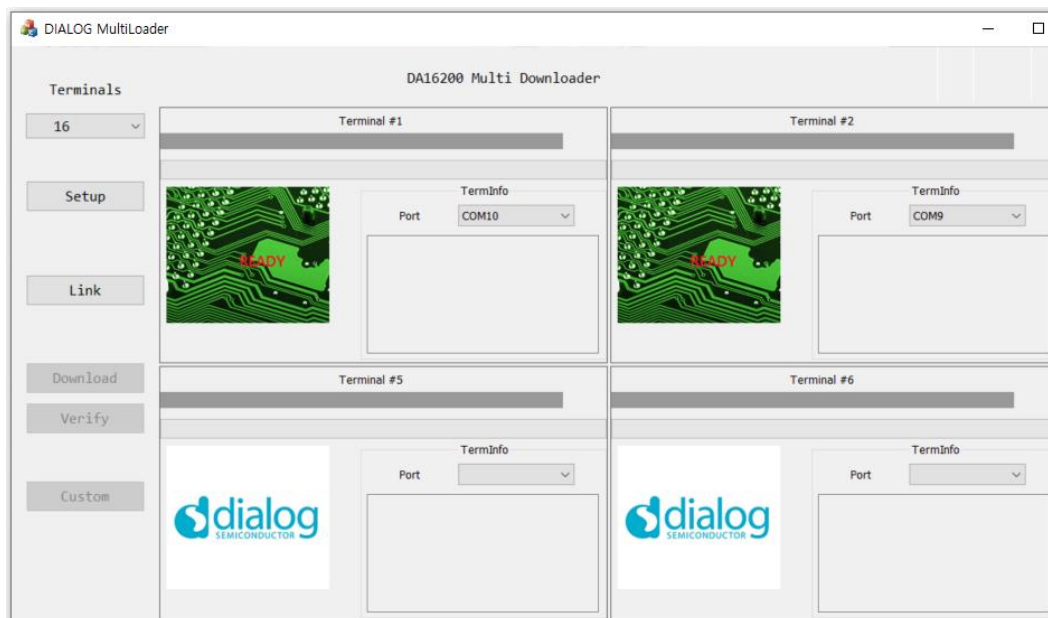 DIALOG MultiLoader
DA16200 Multi Downloader
Terminals
16
Setup
Link
Download
Verify
Custom
Terminal #1
TermInfo
Port COM10
READY
Terminal #2
TermInfo
Port COM9
READY
Terminal #5
TermInfo
Port
dialog
SEMICONDUCTOR
Terminal #6
TermInfo
Port
dialog
SEMICONDUCTOR